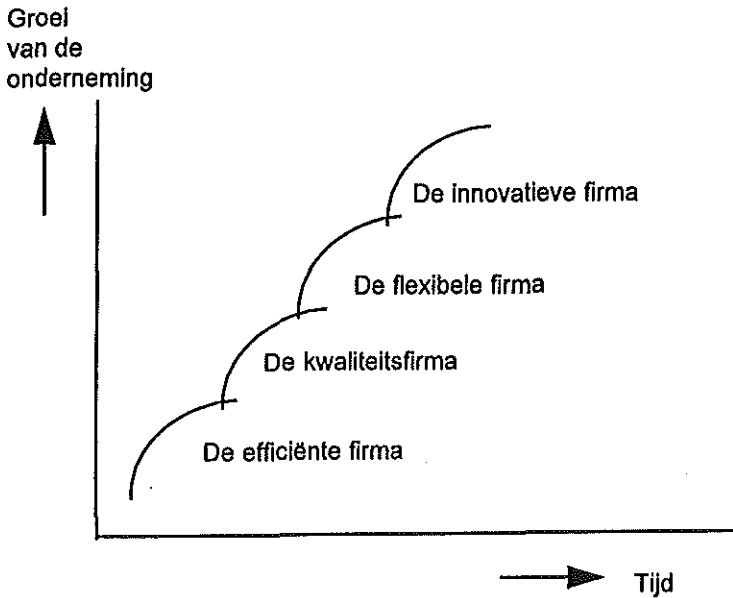 Groei
van de
onderneming
De innovatieve firma
De flexibele firma
De kwaliteitsfirma
De efficiënte firma
Tijd